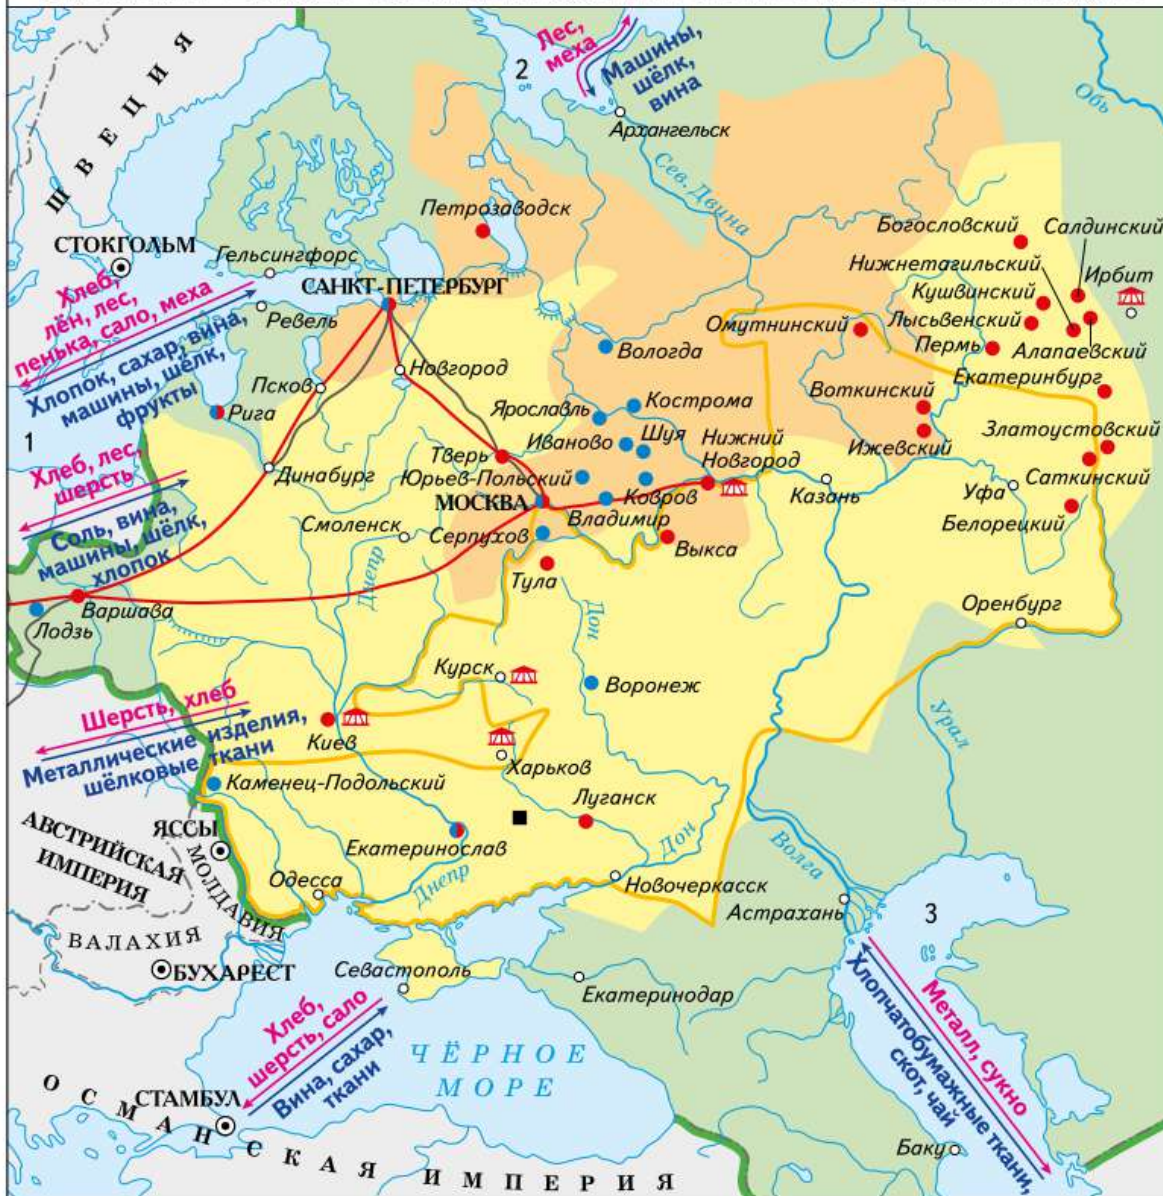 2
Лес,
меха
Машины,
шёлк,
вина
Архангельск
Обь
Сев. Двина
ШВЕЦИЯ
СТОКГОЛЬМ
Гельсингфорс
Петрозаводск
Богословский
Салдинский
Нижнетагильский
Ирбит
Хлеб,
лён, лес,
пенька, сало, меха
САНКТ-ПЕТЕРБУРГ
Ревель
Кушвинский
Омутнинский
Лысьвенский
Хлопок, сахар, вина,
машины, шёлк,
фрукты
Вологда
Пермь
Алапаевский
Новгород
Екатеринбург
Псков
Рига
Ярославль
Кострома
Воткинский
1
Иваново
Шуя
Нижний
Новгород
Златоустовский
Хлеб, лес,
шерсть
Тверь
Юрьев-Польский
Ижевский
Динабург
Ковров
Казань
Уфа
Саткинский
МОСКВА
Владимир
Белорецкий
Соль, вина,
машины, шёлк,
хлопок
Смоленск
Серпухов
Выкса
Днепр
Тула
Дон
Варшава
Лодзь
Оренбург
Курск
Воронеж
Урал
Шерсть, хлеб
Металлические изделия,
шёлковые ткани
Киев
Харьков
Каменец-Подольский
Луганск
АВСТРИЙСКАЯ
ИМПЕРИЯ
ЯССЫ
МОЛДАВИЯ
Екатеринослав
Дон
Волга
Одесса
Днепр
Новочеркасск
Астрахань
3
ВАЛАХИЯ
БУХАРЕСТ
Севастополь
Екатеринодар
Хлеб,
шерсть, сало
Вина, сахар,
ткани
ЧЁРНОЕ
МОРЕ
Металл, сукно
Хлопчатобумажные ткани,
скот, чай
СТАМБУЛ
ОСМАНСКАЯ ИМПЕРИЯ
Баку